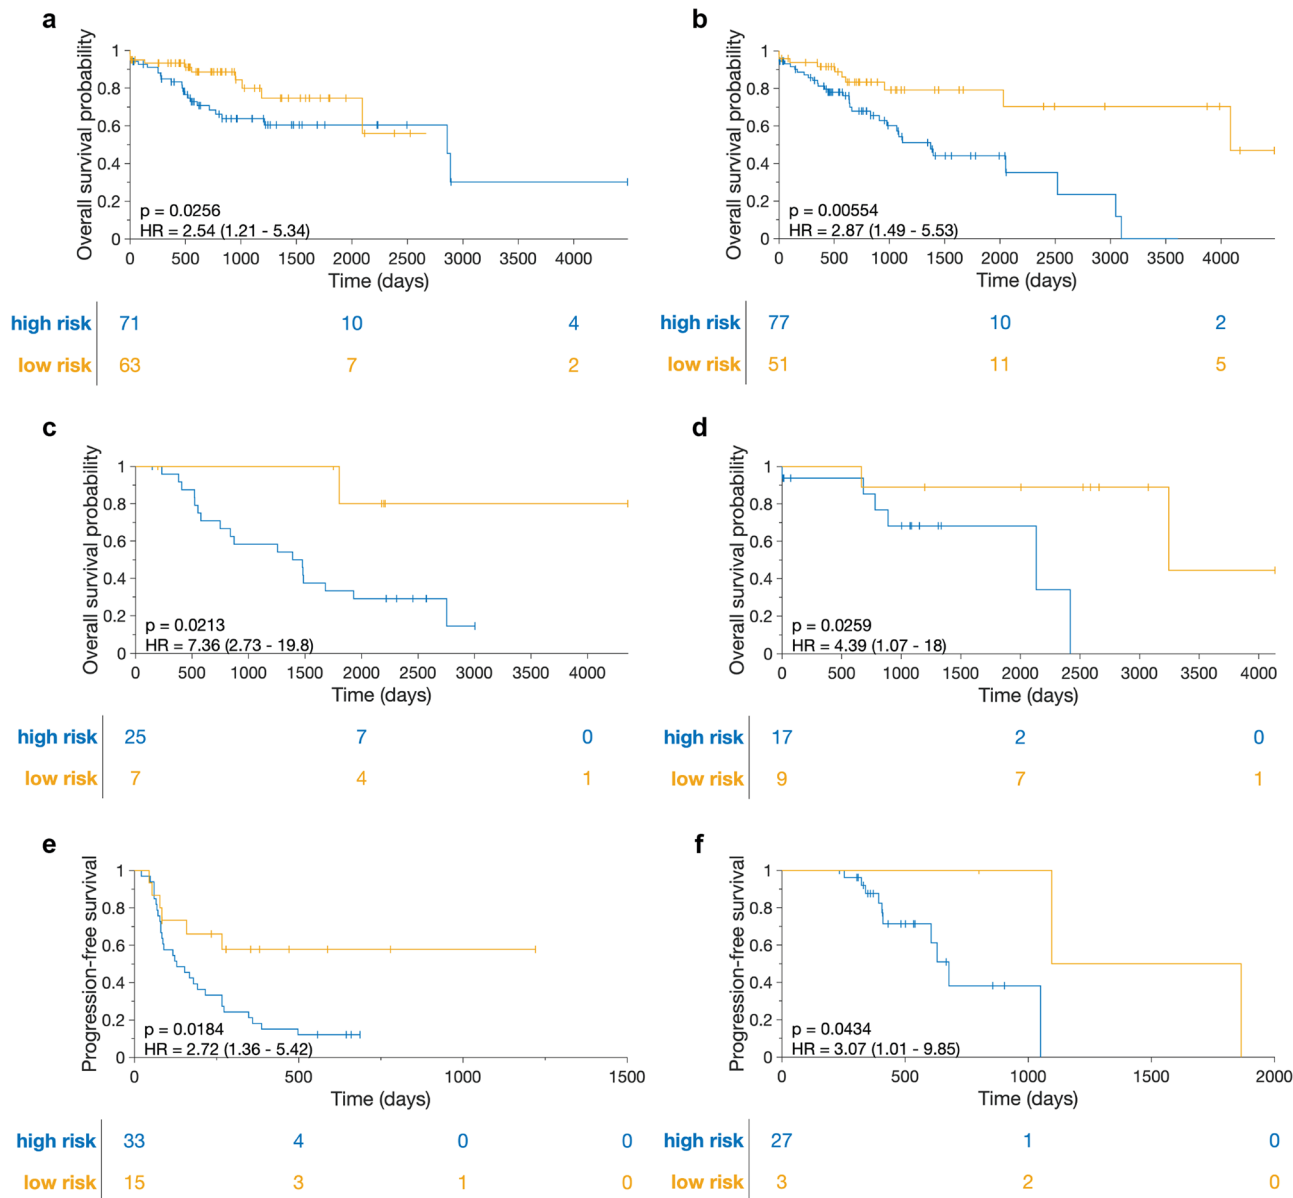 a
Overall survival probability
1
0.8
0.6
0.4
0.2
0
p = 0.0256
HR = 2.54 (1.21 - 5.34)
0 500 1000 1500 2000 2500 3000 3500 4000
Time (days)
high risk 71 10 4
low risk 63 7 2
b
Overall survival probability
1
0.8
0.6
0.4
0.2
0
p = 0.00554
HR = 2.87 (1.49 - 5.53)
0 500 1000 1500 2000 2500 3000 3500 4000
Time (days)
high risk 77 10 2
low risk 51 11 5
c
Overall survival probability
1
0.8
0.6
0.4
0.2
0
p = 0.0213
HR = 7.36 (2.73 - 19.8)
0 500 1000 1500 2000 2500 3000 3500 4000
Time (days)
high risk 25 7 0
low risk 7 4 1
d
Overall survival probability
1
0.8
0.6
0.4
0.2
0
p = 0.0259
HR = 4.39 (1.07 - 18)
0 500 1000 1500 2000 2500 3000 3500 4000
Time (days)
high risk 17 2 0
low risk 9 7 1
e
Progression-free survival
1
0.8
0.6
0.4
0.2
0
p = 0.0184
HR = 2.72 (1.36 - 5.42)
0 500 1000 1500
Time (days)
high risk 33 4 0 0
low risk 15 3 1 0
f
Progression-free survival
1
0.8
0.6
0.4
0.2
0
p = 0.0434
HR = 3.07 (1.01 - 9.85)
0 500 1000 1500 2000
Time (days)
high risk 27 1 0
low risk 3 2 0